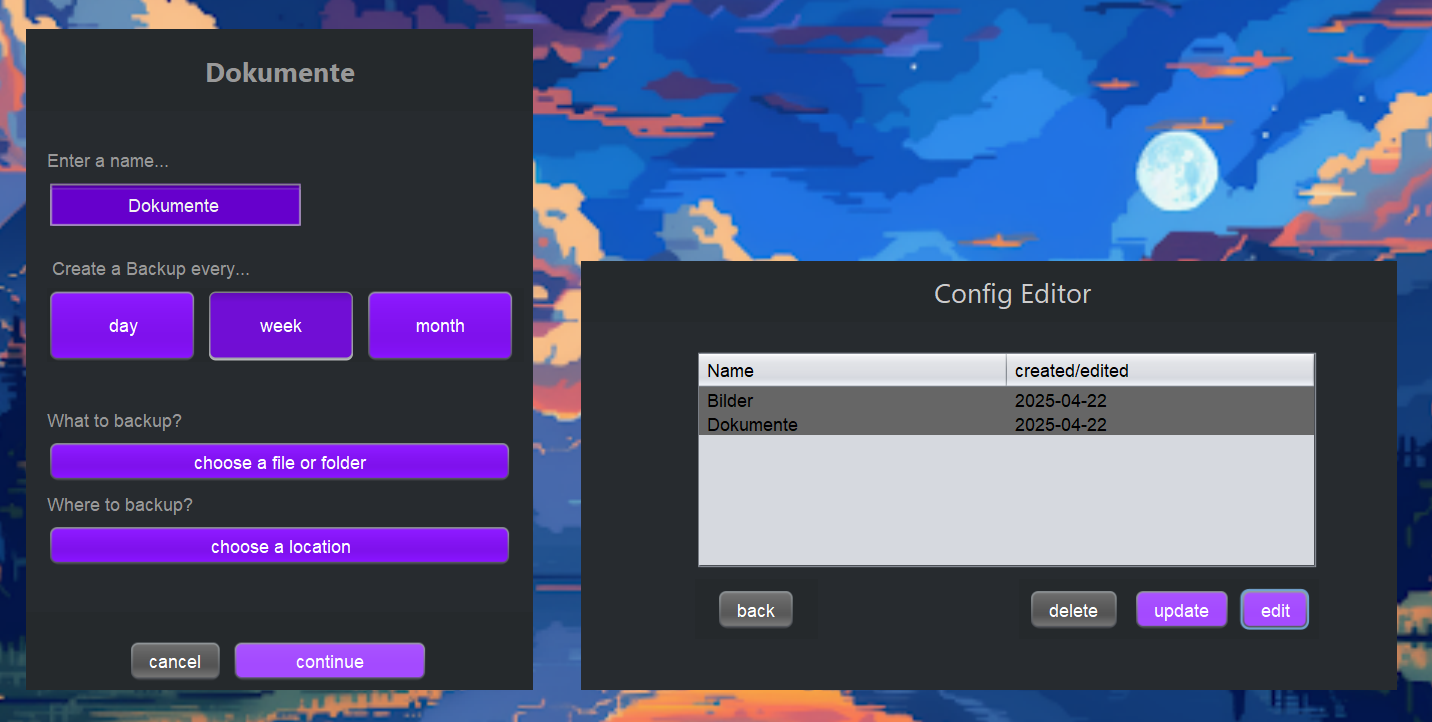 Dokumente
Enter a name...
Dokumente
Create a Backup every...
day week month
What to backup?
choose a file or folder
Where to backup?
choose a location
cancel continue
Config Editor
Name created/edited
Bilder 2025-04-22
Dokumente 2025-04-22
back delete update edit